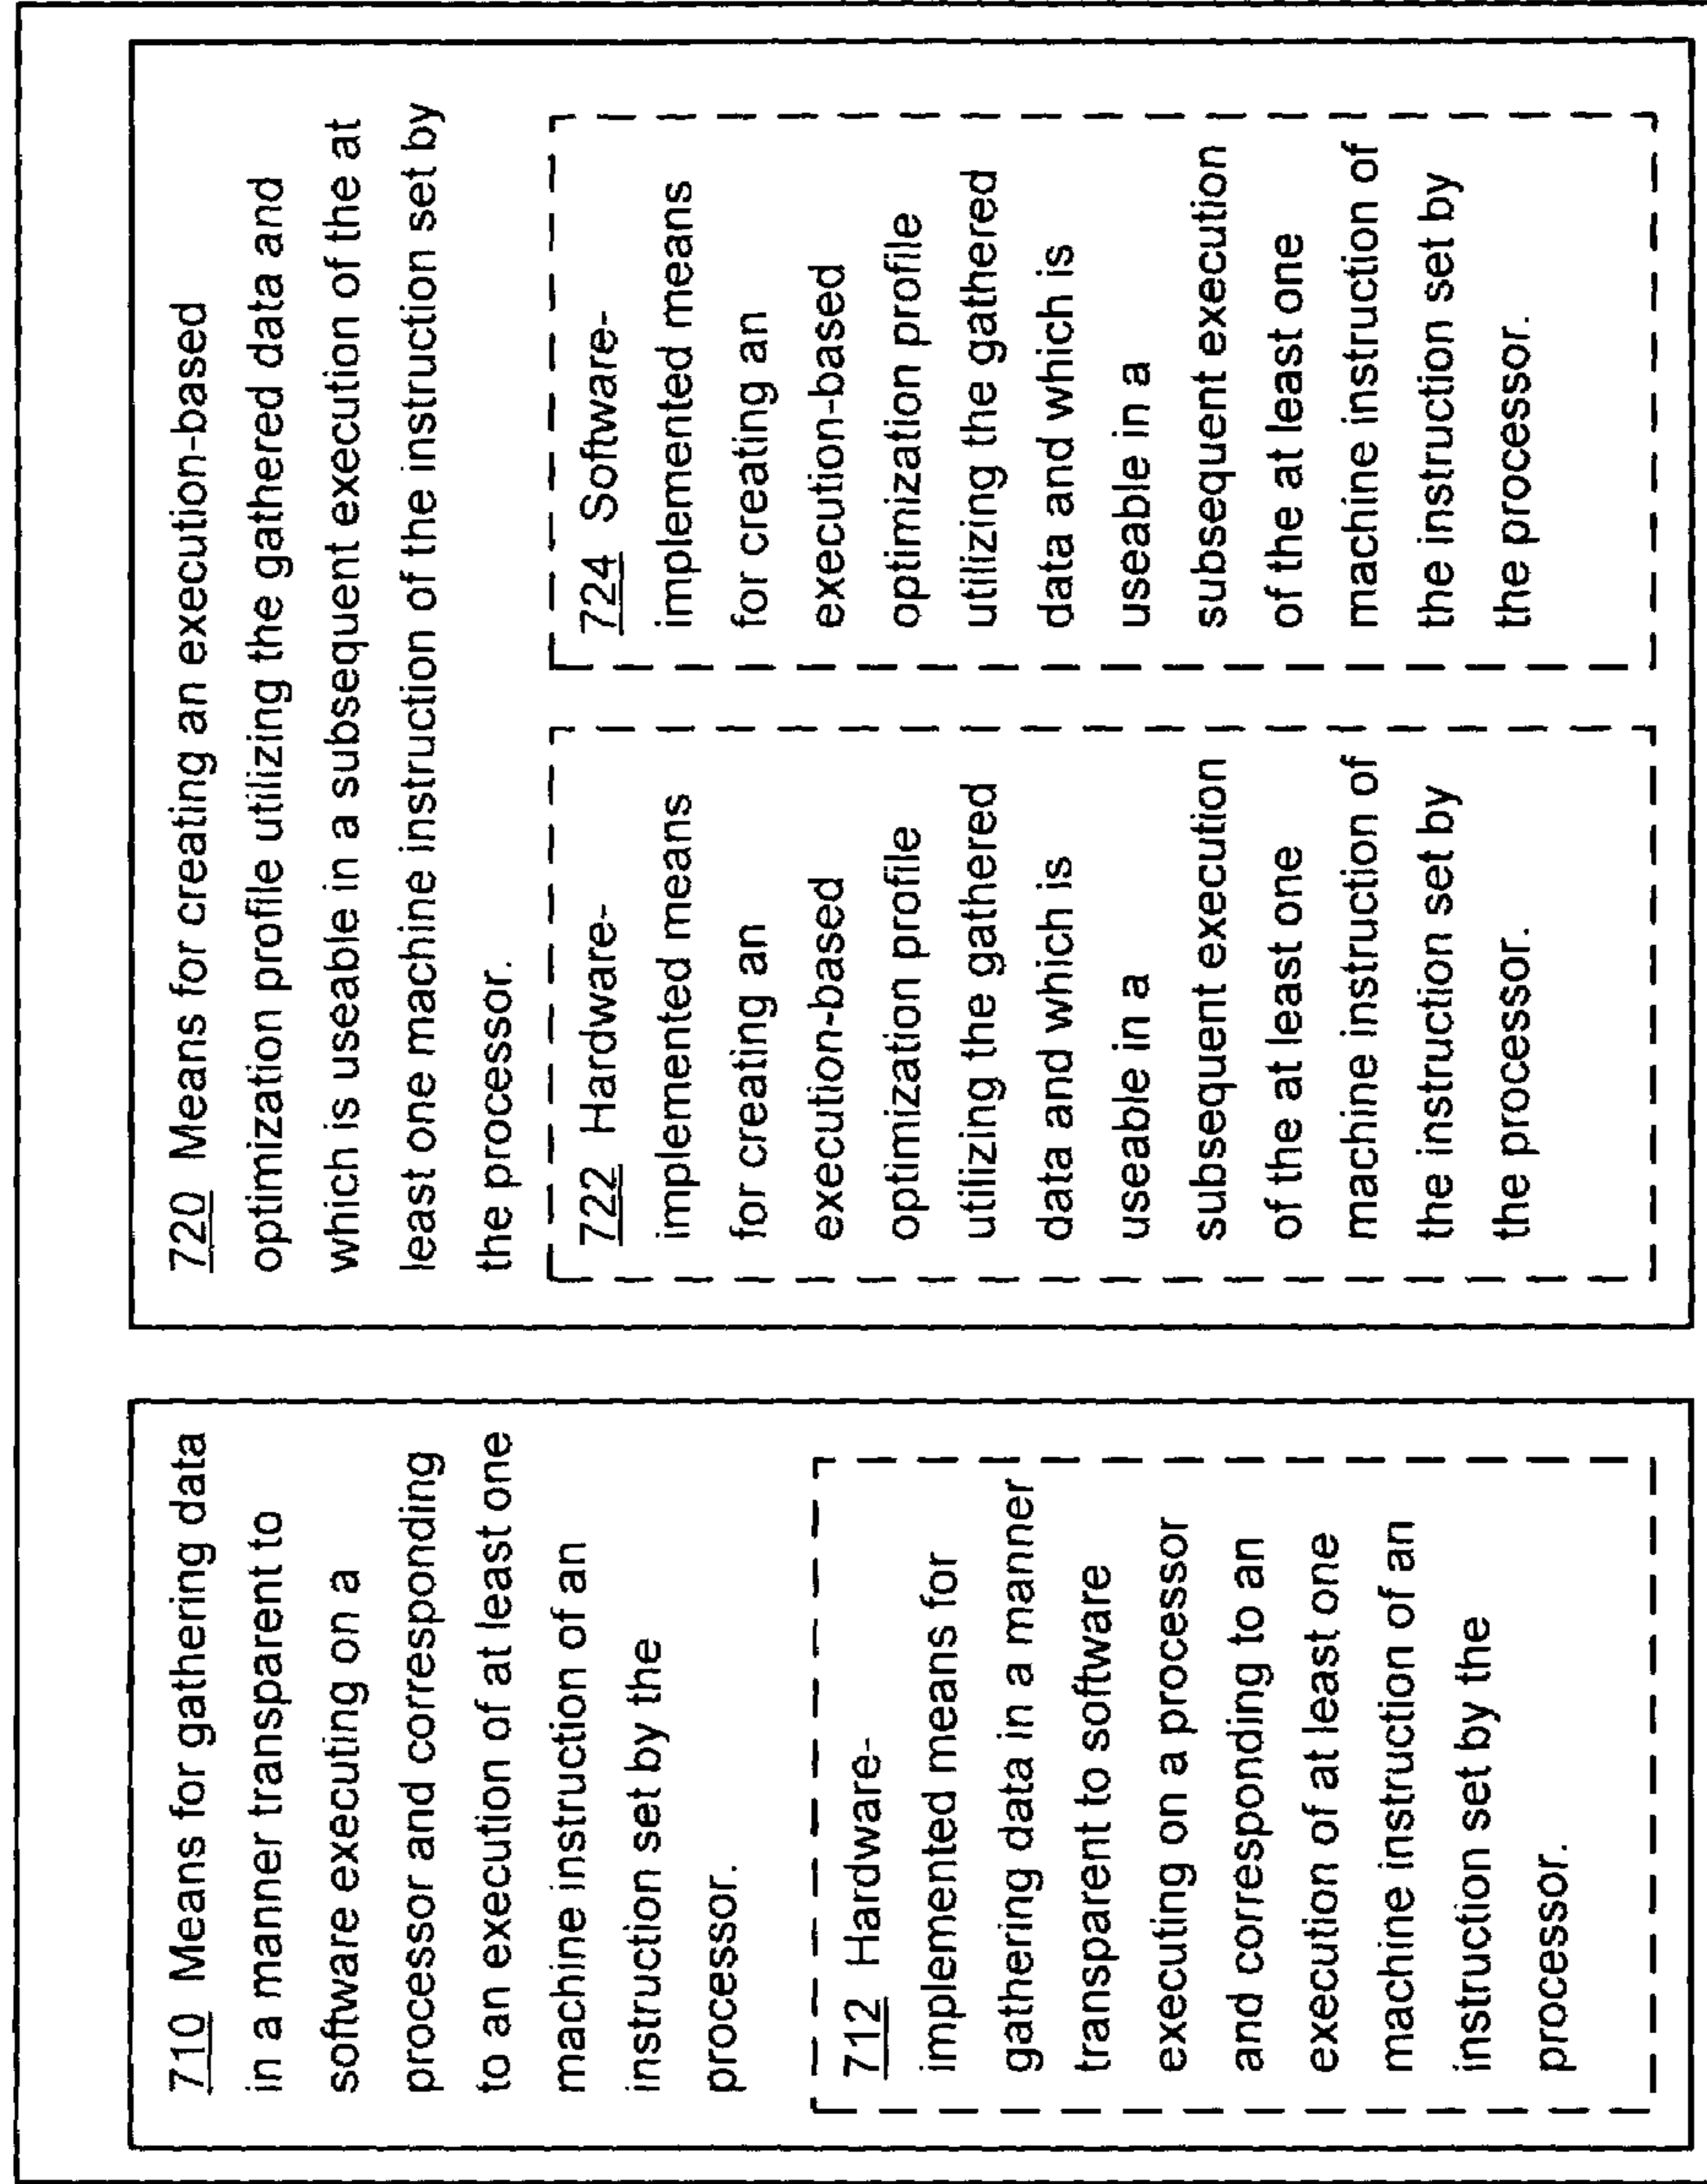 710 Means for gathering data
in a manner transparent to
software executing on a
processor and corresponding
to an execution of at least one
machine instruction of an
instruction set by the
processor.
712 Hardware-
implemented means for
gathering data in a manner
transparent to software
executing on a processor
and corresponding to an
execution of at least one
machine instruction of an
instruction set by the
processor.
720 Means for creating an execution-based
optimization profile utilizing the gathered data and
which is useable in a subsequent execution of the at
least one machine instruction of the instruction set by
the processor.
722 Hardware-
implemented means
for creating an
execution-based
optimization profile
utilizing the gathered
data and which is
useable in a
subsequent execution
of the at least one
machine instruction of
the instruction set by
the processor.
724 Software-
implemented means
for creating an
execution-based
optimization profile
utilizing the gathered
data and which is
useable in a
subsequent execution
of the at least one
machine instruction of
the instruction set by
the processor.